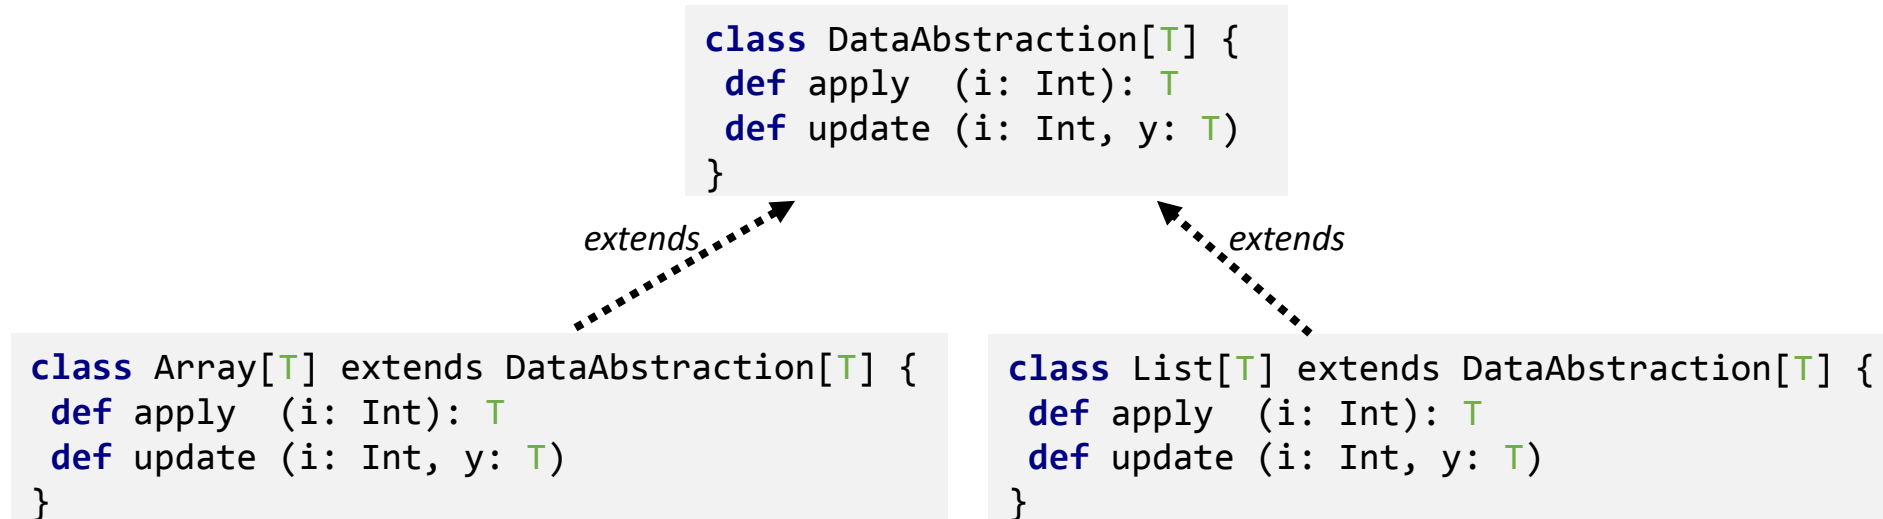 class DataAbstraction[T] {
 def apply  (i: Int): T
 def update (i: Int, y: T)
}
extends
extends
class Array[T] extends DataAbstraction[T] {
 def apply  (i: Int): T
 def update (i: Int, y: T)
}
class List[T] extends DataAbstraction[T] {
 def apply  (i: Int): T
 def update (i: Int, y: T)
}